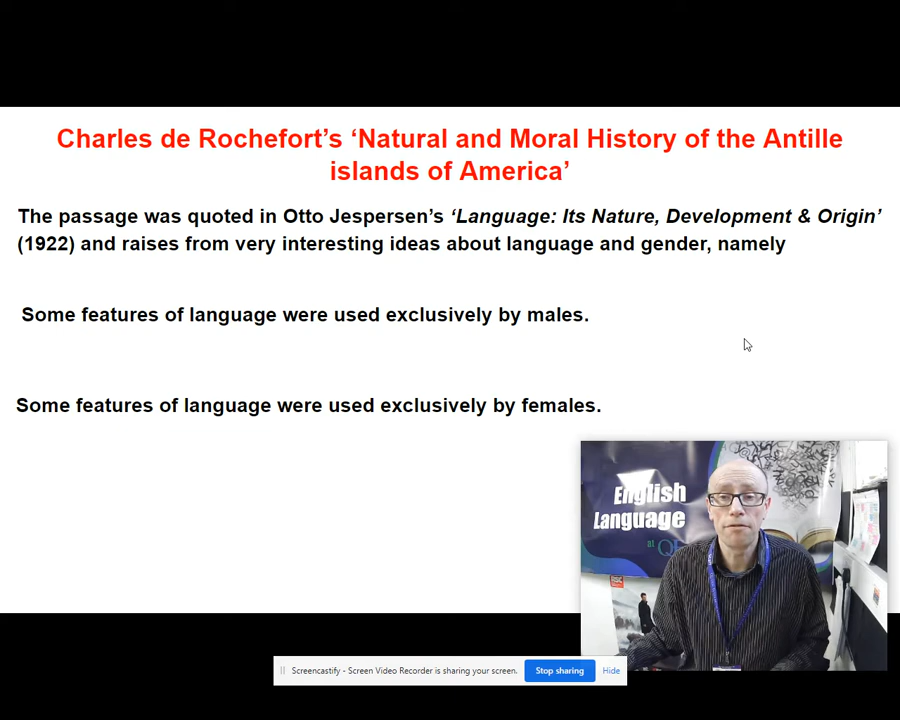 Charles de Rochefort’s ‘Natural and Moral History of the Antille
islands of America’
The passage was quoted in Otto Jespersen’s ‘Language: Its Nature, Development & Origin’
(1922) and raises from very interesting ideas about language and gender, namely
Some features of language were used exclusively by males.
Some features of language were used exclusively by females.
English
Language
at
Screencastify - Screen Video Recorder is sharing your screen.
Stop sharing
Hide